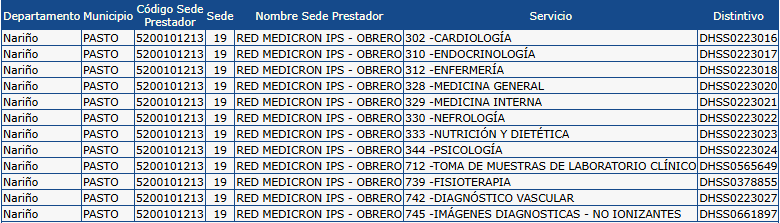 Departamento Municipio Código Sede Prestador Sede Nombre Sede Prestador Servicio Distintivo
Nariño PASTO 5200101213 19 RED MEDICRON IPS - OBRERO 302 -CARDIOLOGÍA DHSS0223016
Nariño PASTO 5200101213 19 RED MEDICRON IPS - OBRERO 310 -ENDOCRINOLOGÍA DHSS0223017
Nariño PASTO 5200101213 19 RED MEDICRON IPS - OBRERO 312 -ENFERMERÍA DHSS0223018
Nariño PASTO 5200101213 19 RED MEDICRON IPS - OBRERO 328 -MEDICINA GENERAL DHSS0223020
Nariño PASTO 5200101213 19 RED MEDICRON IPS - OBRERO 329 -MEDICINA INTERNA DHSS0223021
Nariño PASTO 5200101213 19 RED MEDICRON IPS - OBRERO 330 -NEFROLOGÍA DHSS0223022
Nariño PASTO 5200101213 19 RED MEDICRON IPS - OBRERO 333 -NUTRICIÓN Y DIETÉTICA DHSS0223023
Nariño PASTO 5200101213 19 RED MEDICRON IPS - OBRERO 344 -PSICOLOGÍA DHSS0223024
Nariño PASTO 5200101213 19 RED MEDICRON IPS - OBRERO 712 -TOMA DE MUESTRAS DE LABORATORIO CLÍNICO DHSS0565649
Nariño PASTO 5200101213 19 RED MEDICRON IPS - OBRERO 739 -FISIOTERAPIA DHSS0378855
Nariño PASTO 5200101213 19 RED MEDICRON IPS - OBRERO 742 -DIAGNÓSTICO VASCULAR DHSS0223027
Nariño PASTO 5200101213 19 RED MEDICRON IPS - OBRERO 745 -IMÁGENES DIAGNOSTICAS - NO IONIZANTES DHSS0661897